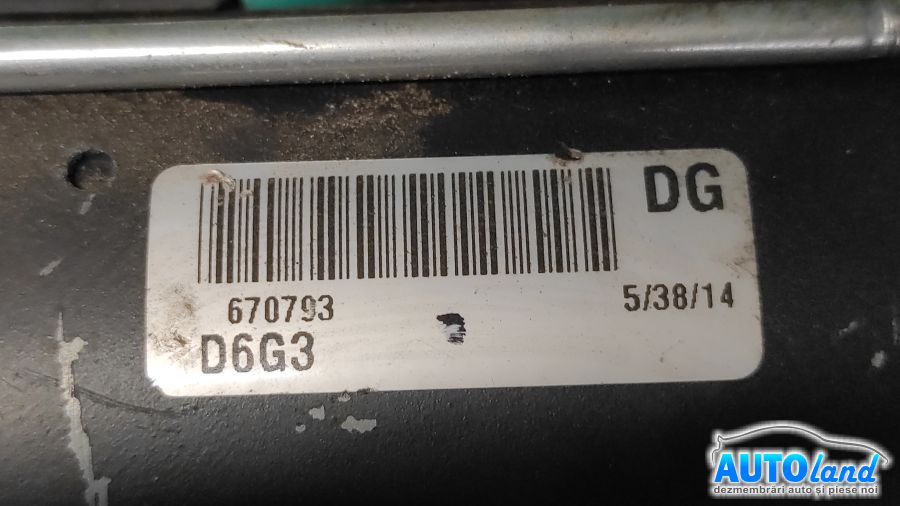 DG
670793
5/38/14
D6G3
AUTOland
dezmembrări auto și piese noi